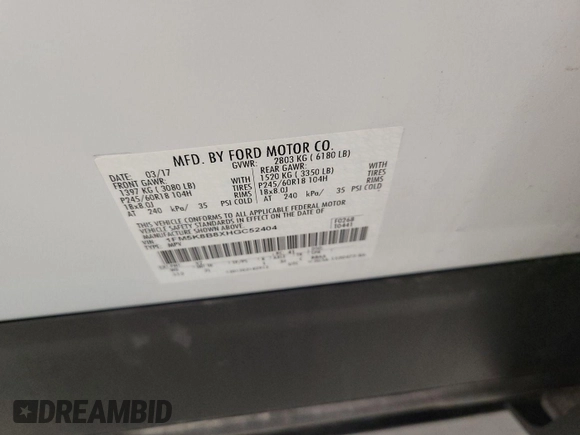 MFD. BY FORD MOTOR CO.
DATE: 03/17 GVWR: 2803 KG ( 6180 LB)
FRONT GAWR: REAR GAWR:
1397 KG ( 3080 LB) WITH 1520 KG ( 3350 LB) WITH
P245/60R18 104H TIRES P245/60R18 104H TIRES
18x8.0J RIMS 18x8.0J RIMS
AT 240 kPa/ 35 PSI COLD AT 240 kPa/ 35 PSI COLD
THIS VEHICLE CONFORMS TO ALL APPLICABLE FEDERAL MOTOR
VEHICLE SAFETY STANDARDS IN EFFECT ON THE DATE OF
MANUFACTURE SHOWN ABOVE.
VIN: 1FM5K8B8XHGC52404
TYPE: MPV
F0268
DREAMBID